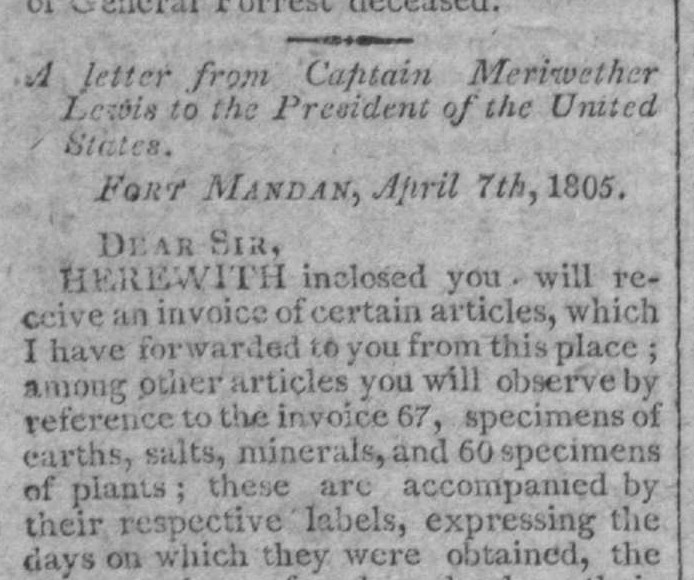 of General Forrest deceased.
A letter from Captain Meriwether
Lewis to the President of the United
States.
FORT MANDAN, April 7th, 1805.
DEAR SIR,
HEREWITH inclosed you will re-
ceive an invoice of certain articles, which
I have forwarded to you from this place ;
among other articles you will observe by
reference to the invoice 67, specimens of
earths, salts, minerals, and 60 specimens
of plants ; these are accompanied by
their respective labels, expressing the
days on which they were obtained, the